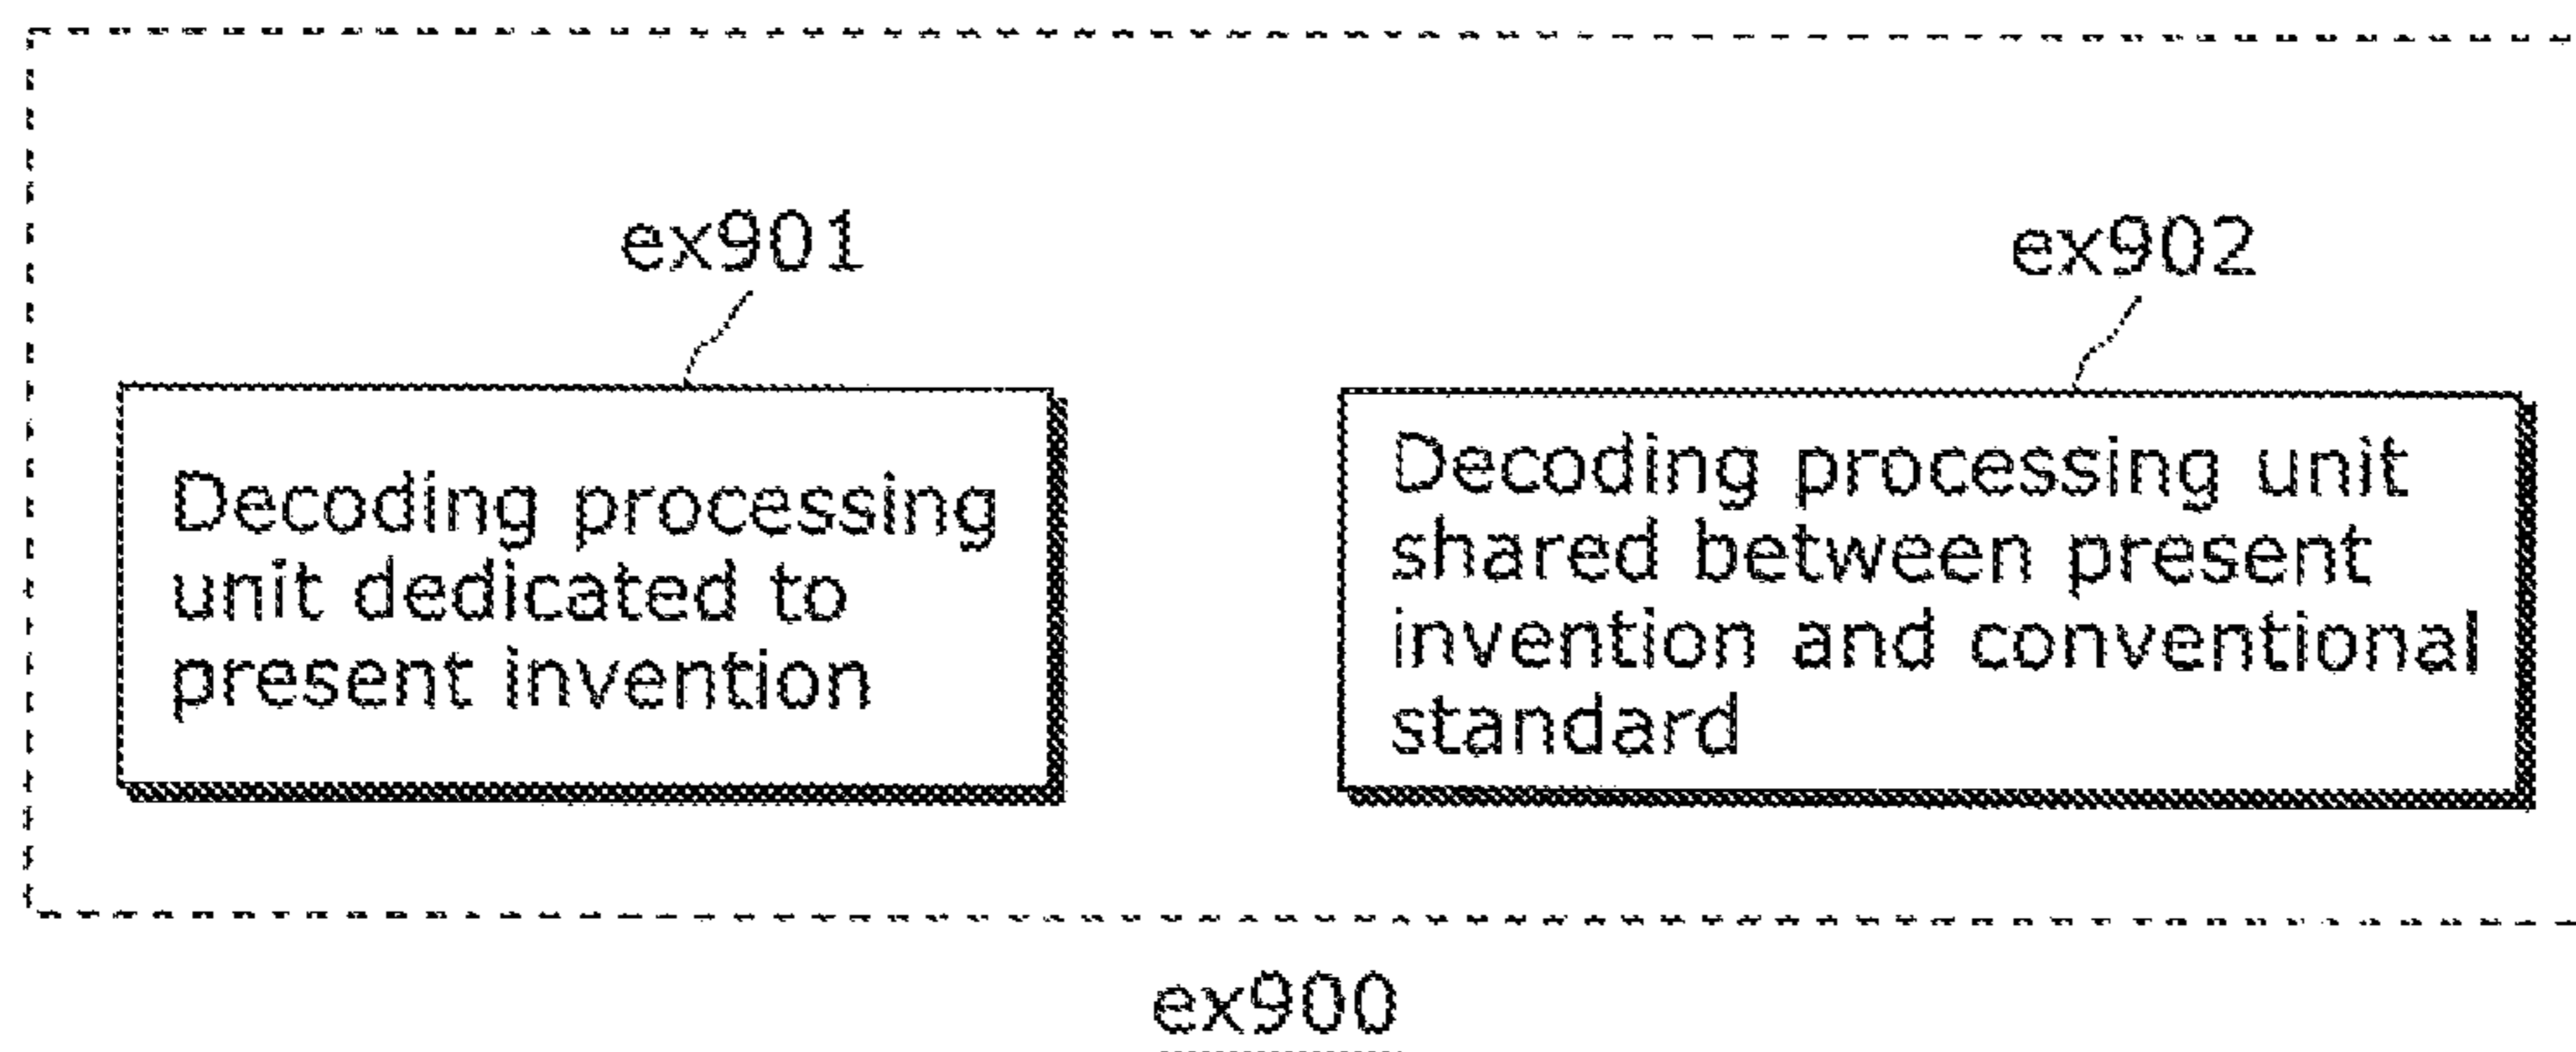 ex901
Decoding processing
unit dedicated to
present invention
ex902
Decoding processing unit
shared between present
invention and conventional
standard
ex900